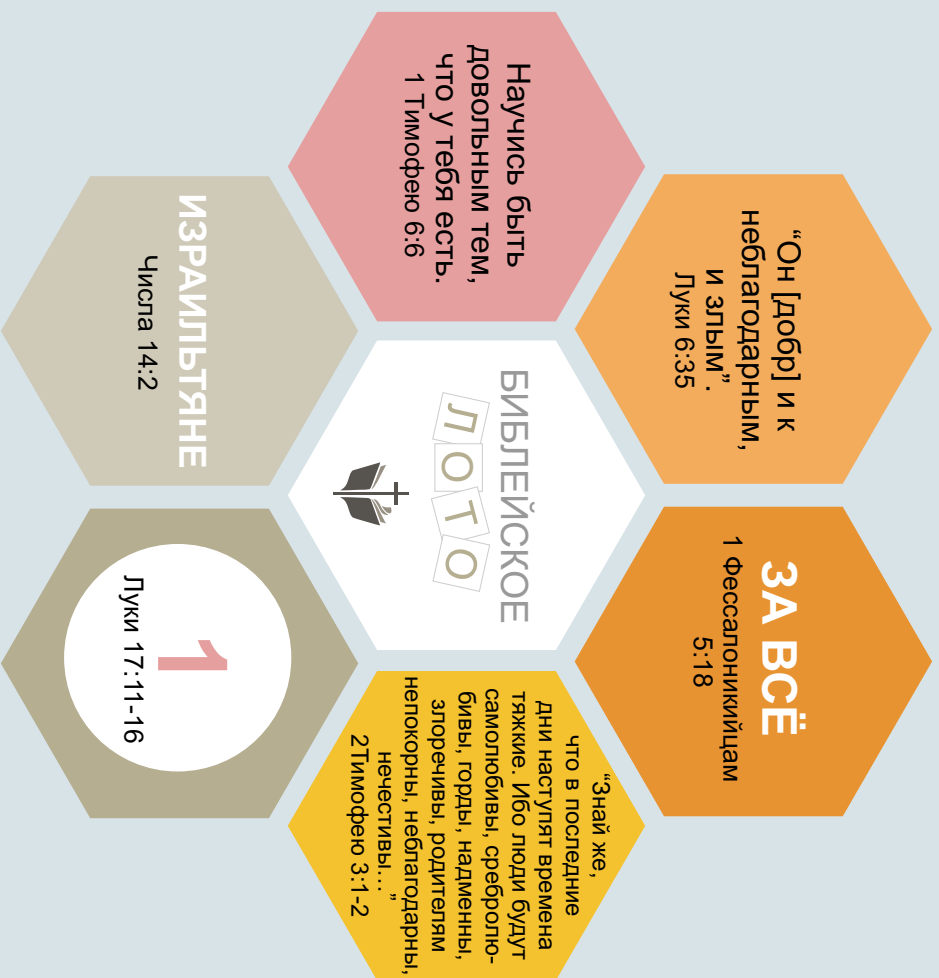 “Он [добр] и к
неблагодарным,
и злым”.
Луки 6:35
ЗА ВСЁ
1 Фессалоникийцам
5:18
Научись быть
довольным тем,
что у тебя есть.
1 Тимофею 6:6
БИБЛЕЙСКОЕ
ЛОТО
“Знай же,
что в последние
дни наступят времена
тяжкие. Ибо люди будут
самолюбивы, сребролю-
бивы, горды, надменны,
злоречивы, родителям
непокорны, неблагодарны,
нечестивы...”
2Тимофею 3:1-2
ИЗРАИЛЬТЯНЕ
Числа 14:2
1
Луки 17:11-16